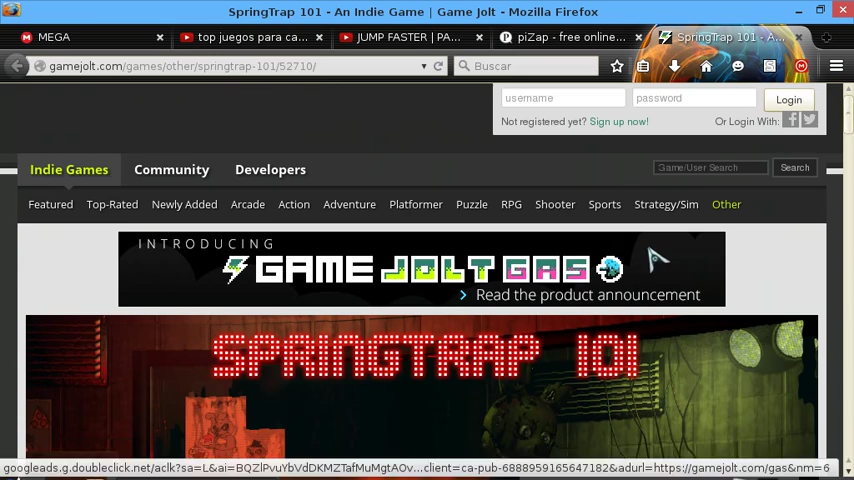 SpringTrap 101 - An Indie Game | Game Jolt - Mozilla Firefox
MEGA
top juegos para ca...
JUMP FASTER | PA...
piZap - free online...
SpringTrap 101 - A...
gamejolt.com/games/other/springtrap-101/52710/
Buscar
username
password
Login
Not registered yet? Sign up now!
Or Login With:
Indie Games
Community
Developers
Game/User Search
Search
Featured
Top-Rated
Newly Added
Arcade
Action
Adventure
Platformer
Puzzle
RPG
Shooter
Sports
Strategy/Sim
Other
INTRODUCING
GAME JOLT GAS
Read the product announcement
SPRINGTRAP 101
googleads.g.doubleclick.net/aclk?sa=L&ai=BQZlPvuYbVdDKMZTafMuMgtAOv...client=ca-pub-6888959165647182&adurl=https://gamejolt.com/gas&nm=6